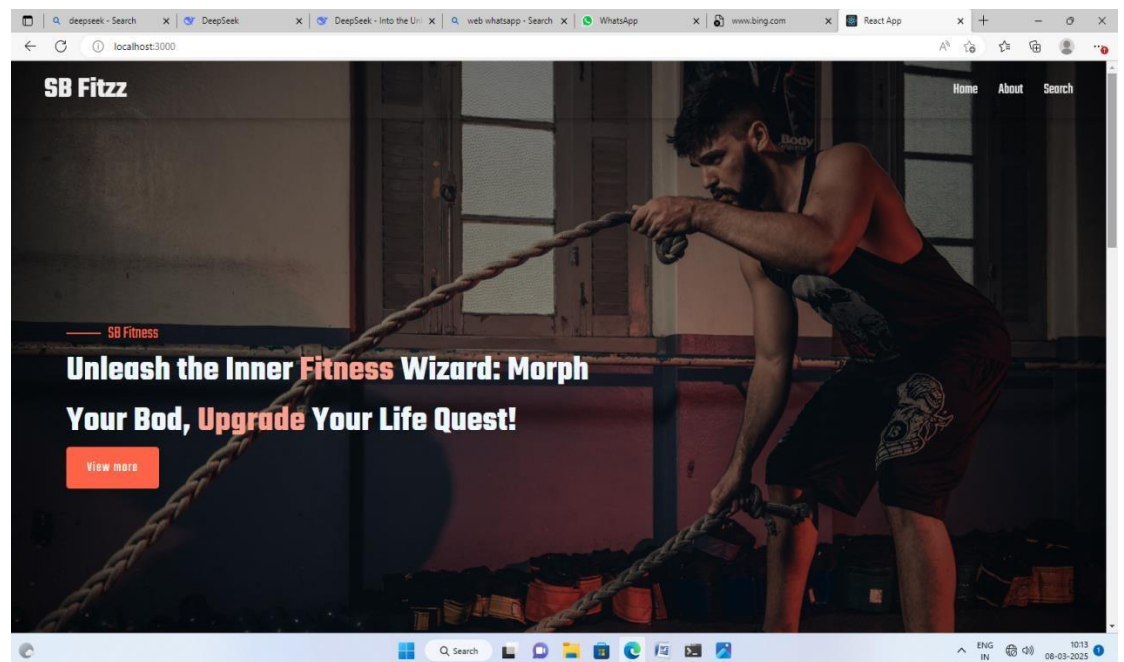 deepseek - Search
DeepSeek
DeepSeek - Into the Un
web whatsapp - Search
WhatsApp
www.bing.com
React App
localhost:3000
SB Fitzz
Home About Search
Body
SB Fitness
Unleash the Inner Fitness Wizard: Morph
Your Bod, Upgrade Your Life Quest!
View more
Search
ENG
IN
10:13
08-03-2025
1